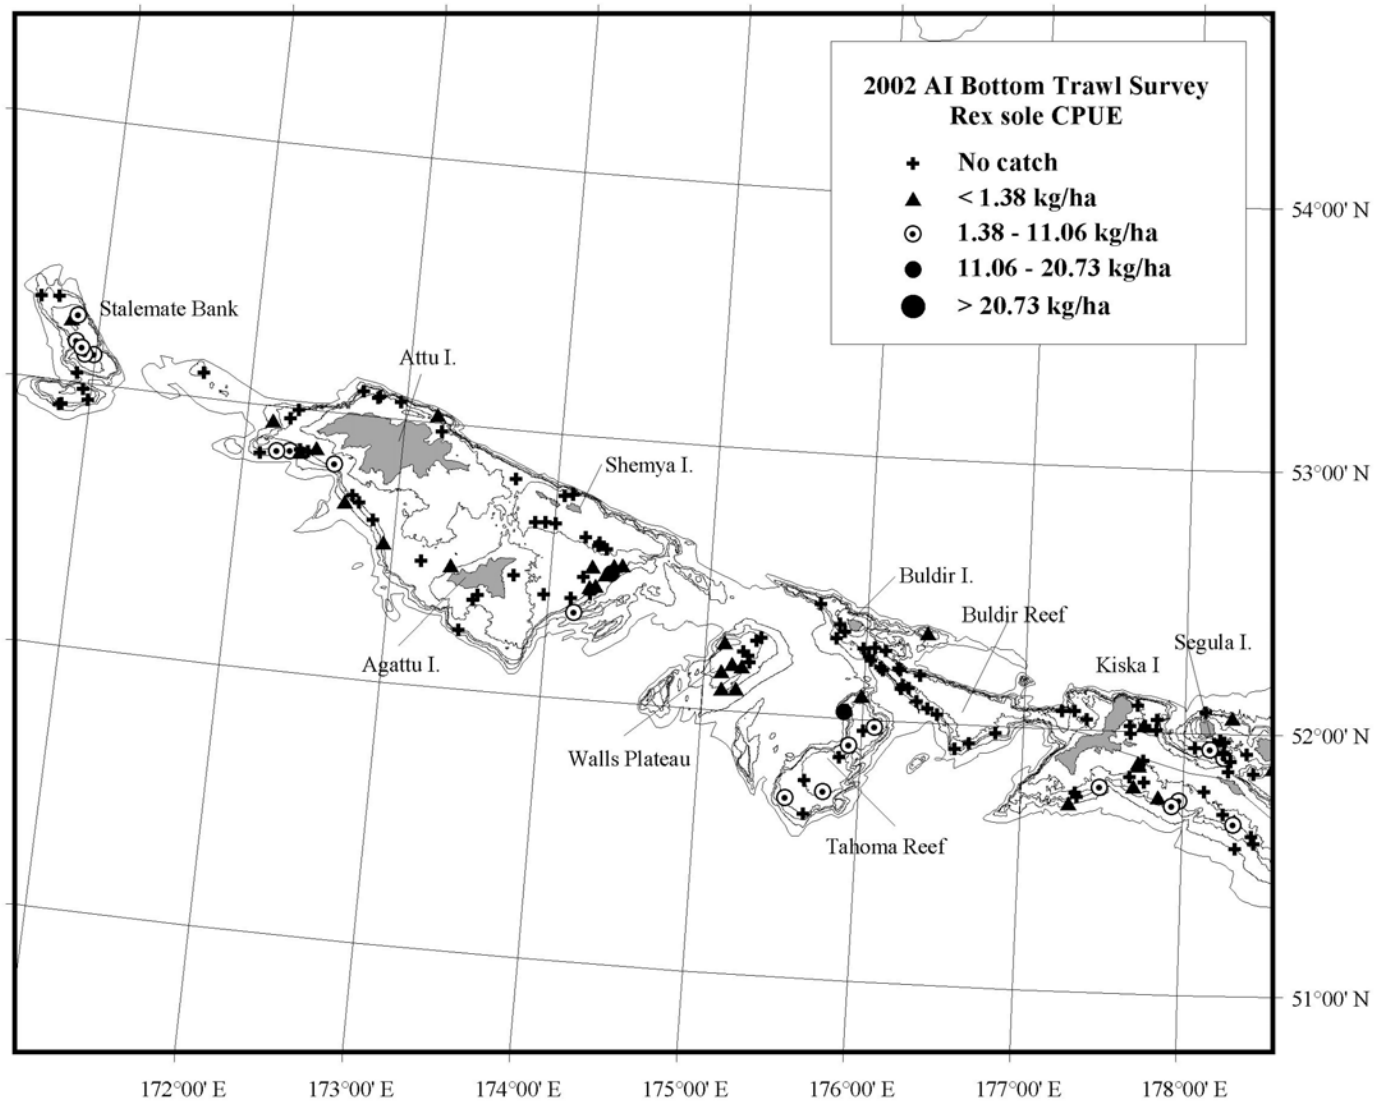 2002 AI Bottom Trawl Survey
Rex sole CPUE
No catch
< 1.38 kg/ha
1.38 - 11.06 kg/ha
11.06 - 20.73 kg/ha
> 20.73 kg/ha
54°00' N
Stalemate Bank
Attu I.
Shemya I.
53°00' N
Buldir I.
Buldir Reef
Segula I.
Agattu I.
Kiska I
52°00' N
Walls Plateau
Tahoma Reef
51°00' N
172°00' E
173°00' E
174°00' E
175°00' E
176°00' E
177°00' E
178°00' E